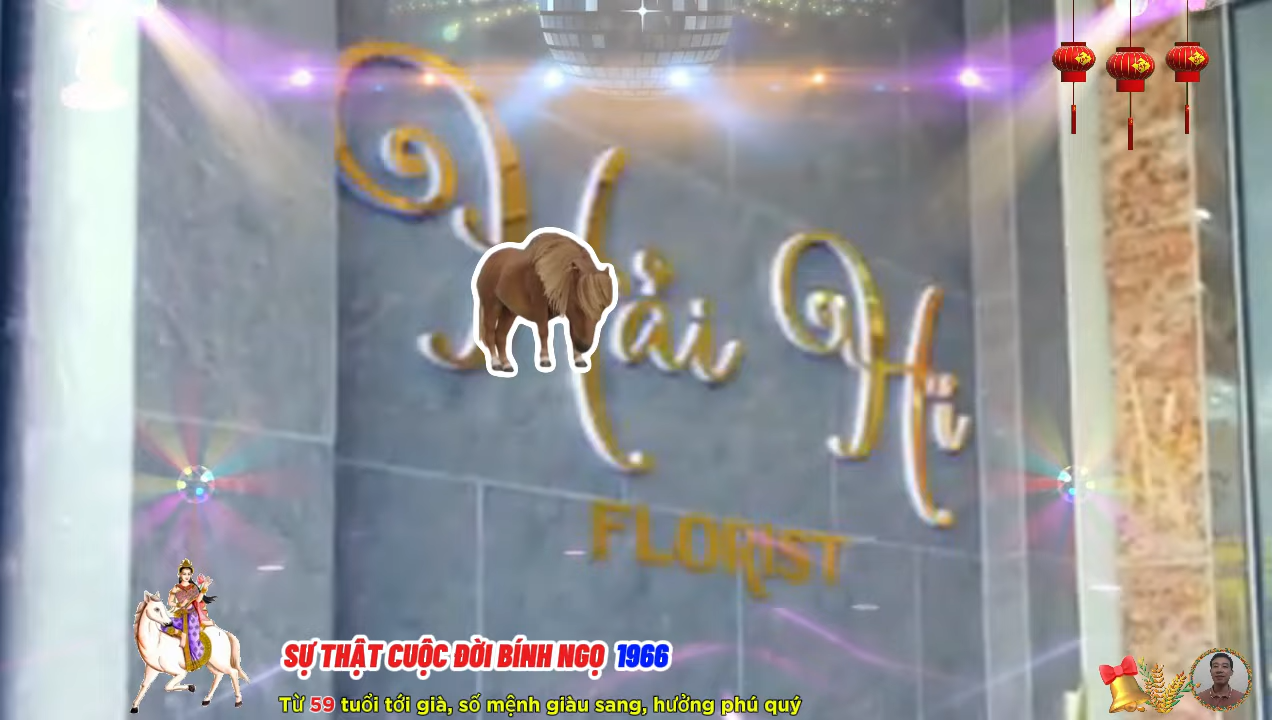 Hải Hi
FLORIST
SỰ THẬT CUỘC ĐỜI BÍNH NGỌ 1966
Từ 59 tuổi tới già, số mệnh giàu sang, hưởng phú quý